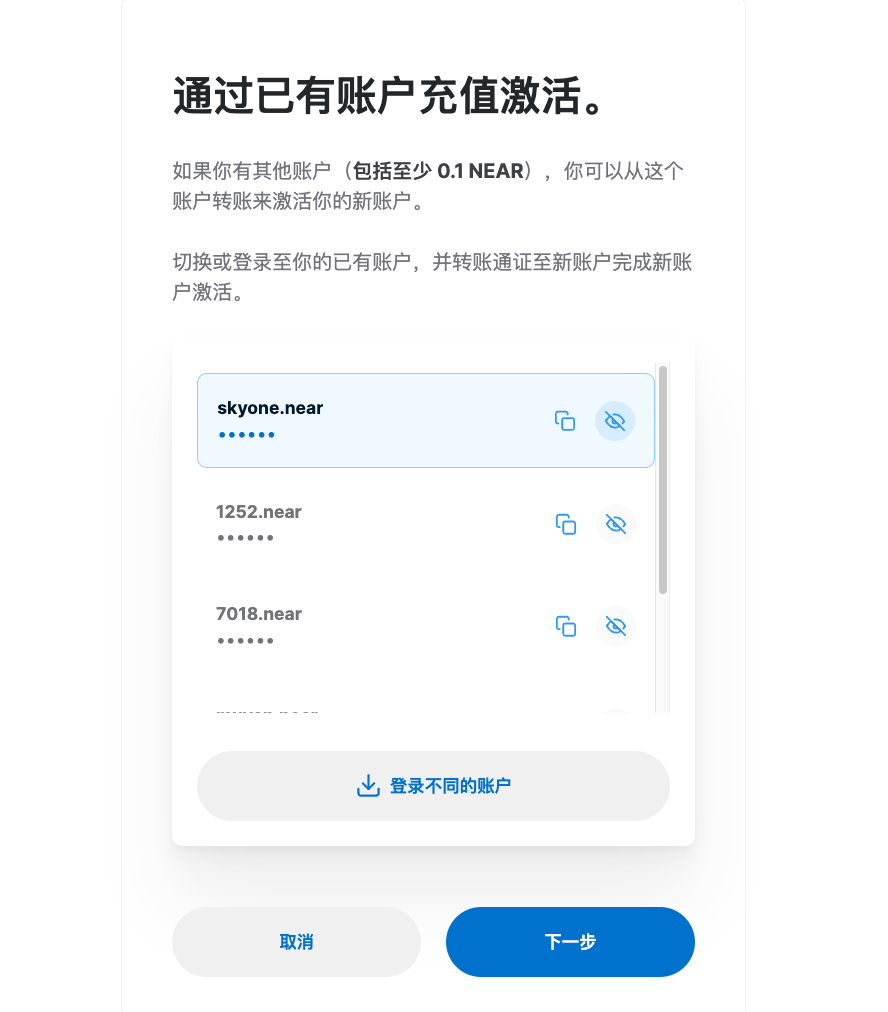 通过已有账户充值激活。
如果你有其他账户（包括至少 0.1 NEAR），你可以从这个
账户转账来激活你的新账户。
切换或登录至你的已有账户，并转账通证至新账户完成新账
户激活。
skyone.near
••••••
1252.near
••••••
7018.near
••••••
登录不同的账户
取消
下一步